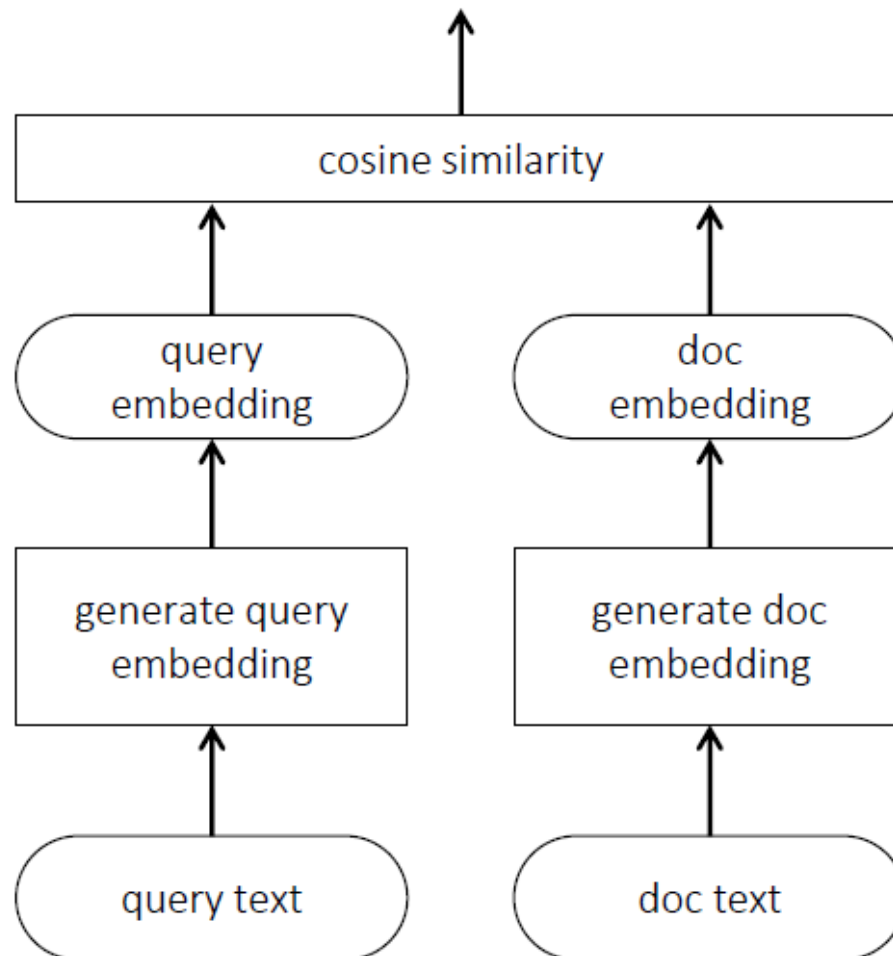 cosine similarity
query
embedding
doc
embedding
generate query
embedding
generate doc
embedding
query text
doc text